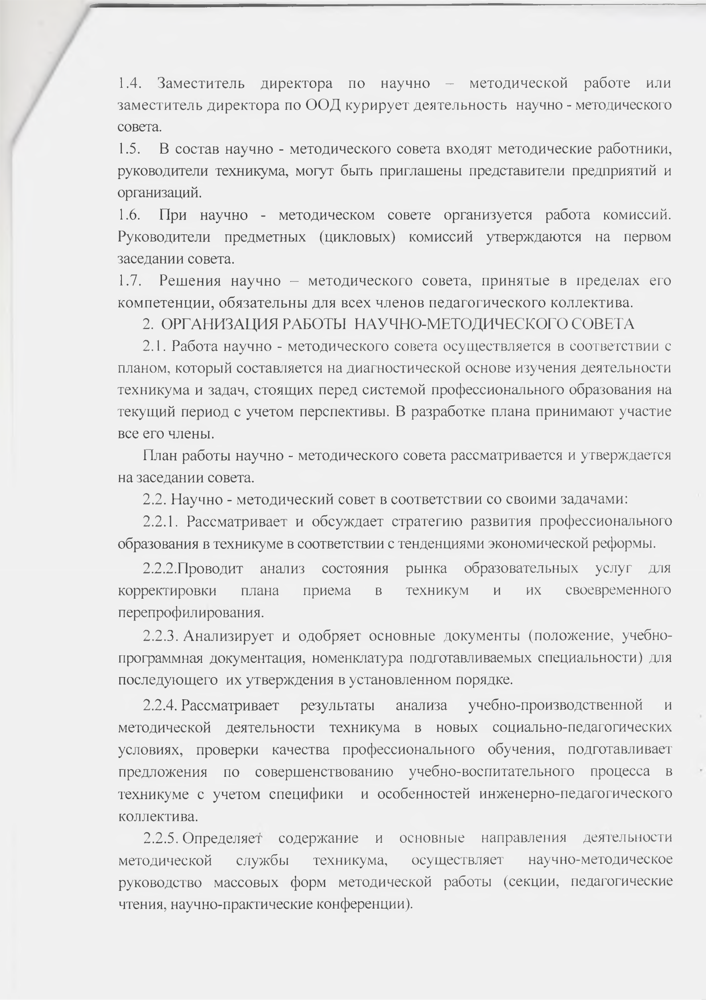 1.4. Заместитель директора по научно – методической работе или
заместитель директора по ООД курирует деятельность научно - методического
совета.
1.5. В состав научно - методического совета входят методические работники,
руководители техникума, могут быть приглашены представители предприятий и
организаций.
1.6. При научно - методическом совете организуется работа комиссий.
Руководители предметных (цикловых) комиссий утверждаются на первом
заседании совета.
1.7. Решения научно – методического совета, принятые в пределах его
компетенции, обязательны для всех членов педагогического коллектива.
2. ОРГАНИЗАЦИЯ РАБОТЫ НАУЧНО-МЕТОДИЧЕСКОГО СОВЕТА
2.1. Работа научно - методического совета осуществляется в соответствии с
планом, который составляется на диагностической основе изучения деятельности
техникума и задач, стоящих перед системой профессионального образования на
текущий период с учетом перспективы. В разработке плана принимают участие
все его члены.
План работы научно - методического совета рассматривается и утверждается
на заседании совета.
2.2. Научно - методический совет в соответствии со своими задачами:
2.2.1. Рассматривает и обсуждает стратегию развития профессионального
образования в техникуме в соответствии с тенденциями экономической реформы.
2.2.2.Проводит анализ состояния рынка образовательных услуг для
корректировки плана приема в техникум и их своевременного
перепрофилирования.
2.2.3. Анализирует и одобряет основные документы (положение, учебно-
программная документация, номенклатура подготавливаемых специальности) для
последующего их утверждения в установленном порядке.
2.2.4. Рассматривает результаты анализа учебно-производственной и
методической деятельности техникума в новых социально-педагогических
условиях, проверки качества профессионального обучения, подготавливает
предложения по совершенствованию учебно-воспитательного процесса в
техникуме с учетом специфики и особенностей инженерно-педагогического
коллектива.
2.2.5. Определяет содержание и основные направления деятельности
методической службы техникума, осуществляет научно-методическое
руководство массовых форм методической работы (секции, педагогические
чтения, научно-практические конференции).